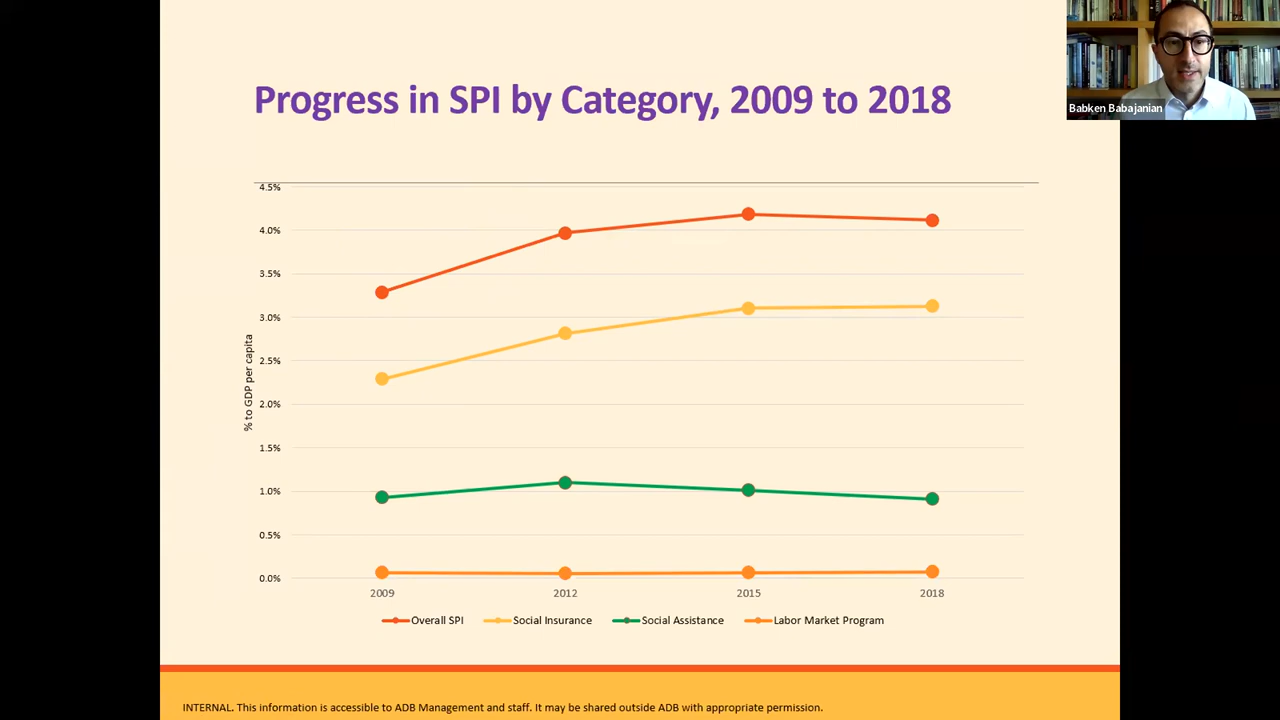 Progress in SPI by Category, 2009 to 2018
Babken Babajanian
% to GDP per capita
4.5%
4.0%
3.5%
3.0%
2.5%
2.0%
1.5%
1.0%
0.5%
0.0%
2009 2012 2015 2018
Overall SPI Social Insurance Social Assistance Labor Market Program
INTERNAL. This information is accessible to ADB Management and staff. It may be shared outside ADB with appropriate permission.